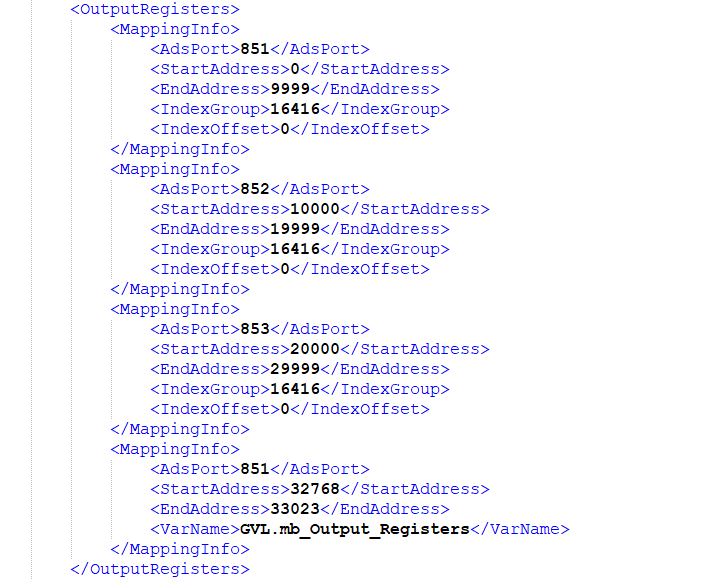 <OutputRegisters>
<MappingInfo>
<AdsPort>851</AdsPort>
<StartAddress>0</StartAddress>
<EndAddress>9999</EndAddress>
<IndexGroup>16416</IndexGroup>
<IndexOffset>0</IndexOffset>
</MappingInfo>
<MappingInfo>
<AdsPort>852</AdsPort>
<StartAddress>10000</StartAddress>
<EndAddress>19999</EndAddress>
<IndexGroup>16416</IndexGroup>
<IndexOffset>0</IndexOffset>
</MappingInfo>
<MappingInfo>
<AdsPort>853</AdsPort>
<StartAddress>20000</StartAddress>
<EndAddress>29999</EndAddress>
<IndexGroup>16416</IndexGroup>
<IndexOffset>0</IndexOffset>
</MappingInfo>
<MappingInfo>
<AdsPort>851</AdsPort>
<StartAddress>32768</StartAddress>
<EndAddress>33023</EndAddress>
<VarName>GVL.mb_Output_Registers</VarName>
</MappingInfo>
</OutputRegisters>